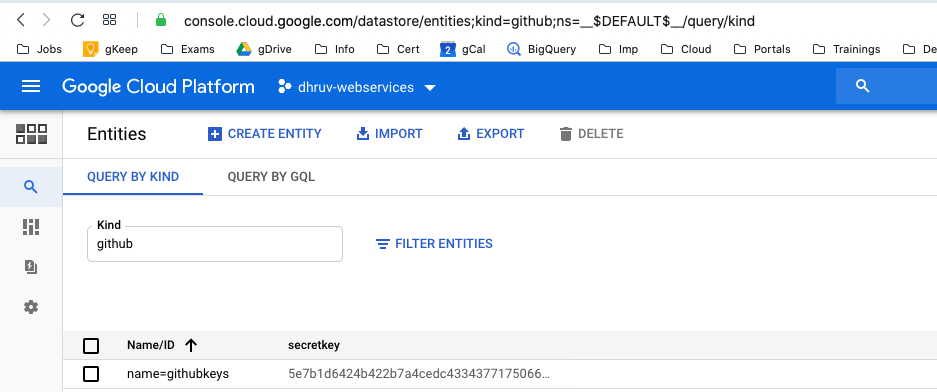 console.cloud.google.com/datastore/entities;kind=github;ns=__$DEFAULT$__/query/kind
Jobs gKeep Exams gDrive Info Cert 2 gCal BigQuery Imp Cloud Portals Trainings De
Google Cloud Platform dhruv-webservices
Entities CREATE ENTITY IMPORT EXPORT DELETE
QUERY BY KIND QUERY BY GQL
Kind
github
FILTER ENTITIES
Name/ID secretkey
name=githubkeys 5e7b1d6424b422b7a4cedc4334377175066…